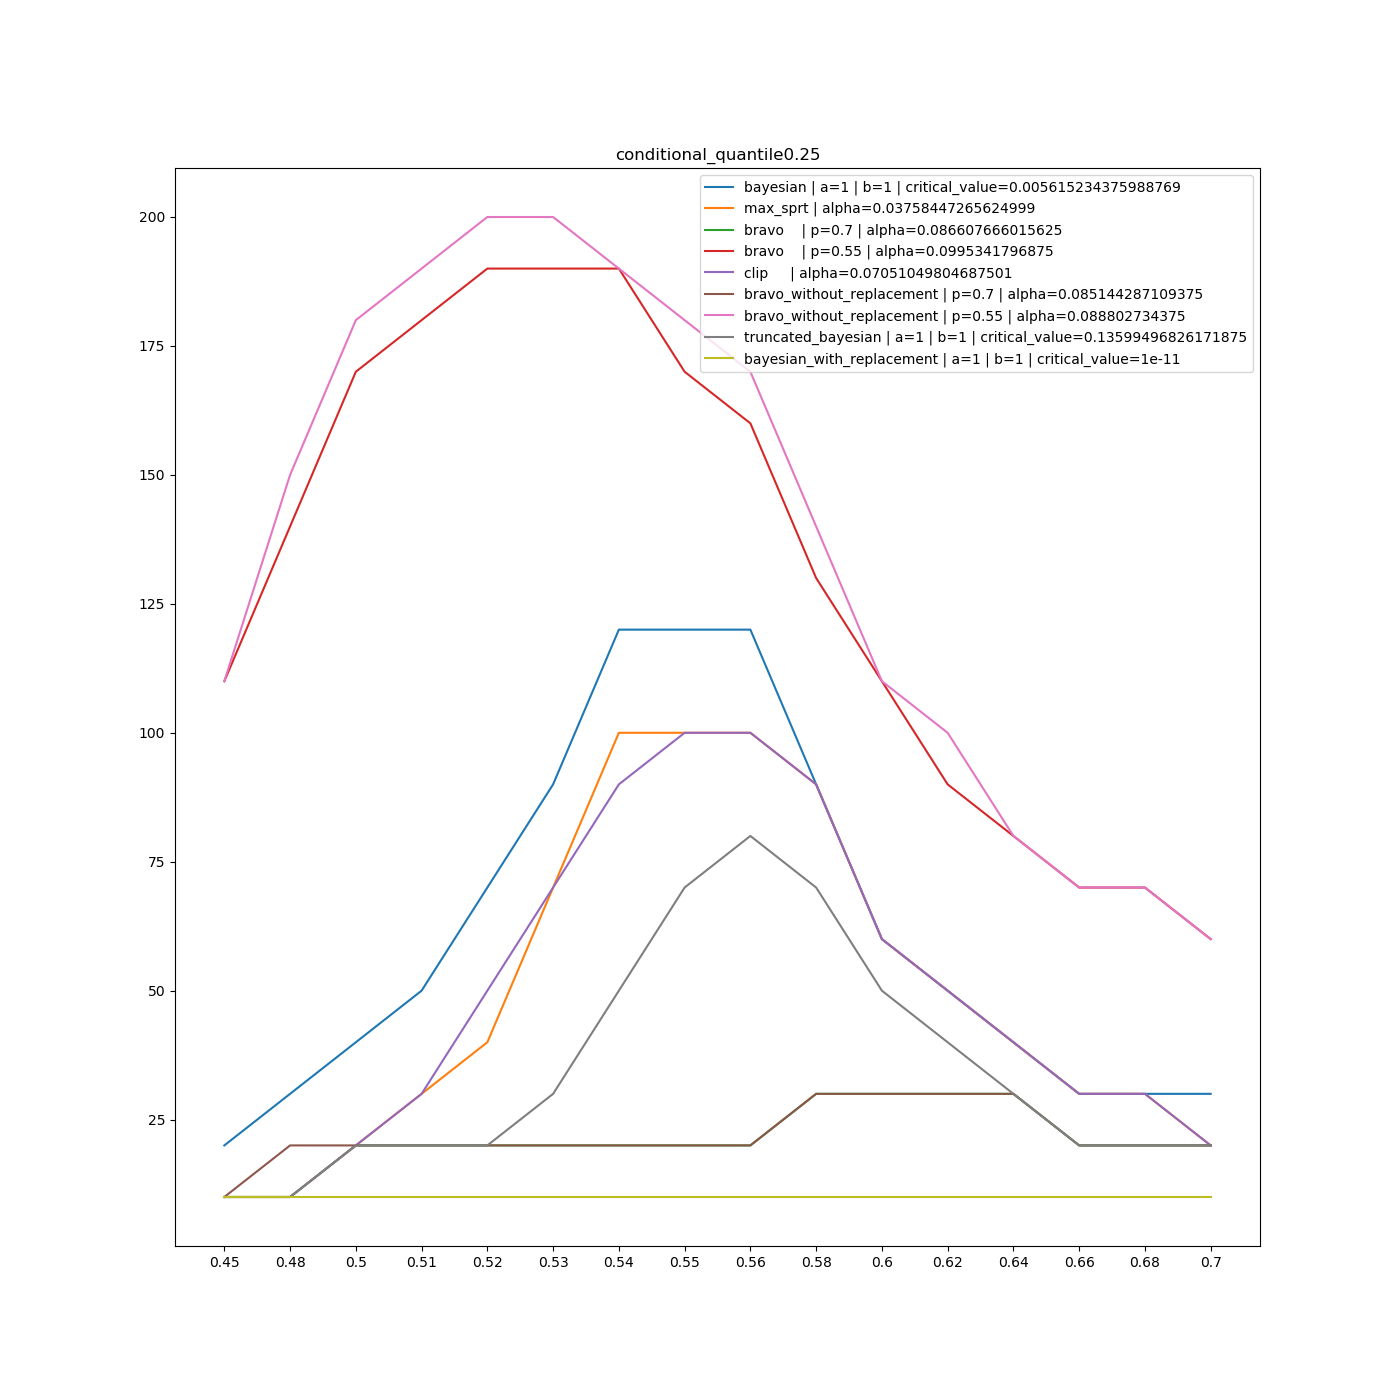 conditional_quantile0.25
bayesian | a=1 | b=1 | critical_value=0.005615234375988769
max_sprt | alpha=0.03758447265624999
bravo    | p=0.7 | alpha=0.086607666015625
bravo    | p=0.55 | alpha=0.0995341796875
clip     | alpha=0.07051049804687501
bravo_without_replacement | p=0.7 | alpha=0.085144287109375
bravo_without_replacement | p=0.55 | alpha=0.088802734375
truncated_bayesian | a=1 | b=1 | critical_value=0.13599496826171875
bayesian_with_replacement | a=1 | b=1 | critical_value=1e-11
200
175
150
125
100
75
50
25
0.45 0.48 0.5 0.51 0.52 0.53 0.54 0.55 0.56 0.58 0.6 0.62 0.64 0.66 0.68 0.7